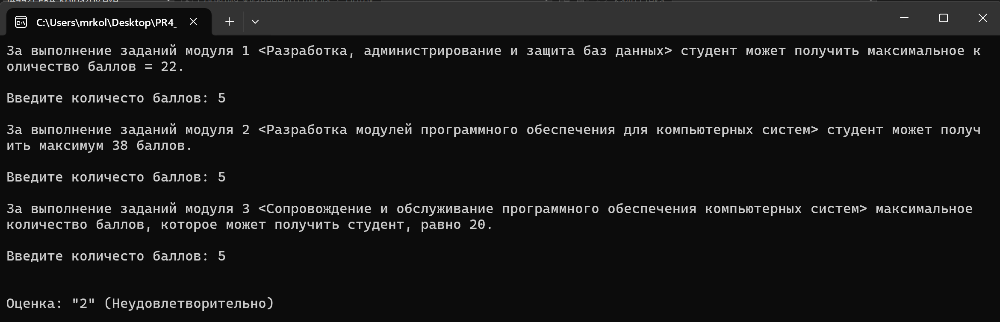 C:\Users\mrkol\Desktop\PR4_
За выполнение заданий модуля 1 <Разработка, администрирование и защита баз данных> студент может получить максимальное к
оличество баллов = 22.
Введите количесто баллов: 5
За выполнение заданий модуля 2 <Разработка модулей программного обеспечения для компьютерных систем> студент может получ
ить максимум 38 баллов.
Введите количесто баллов: 5
За выполнение заданий модуля 3 <Сопровождение и обслуживание программного обеспечения компьютерных систем> максимальное
количество баллов, которое может получить студент, равно 20.
Введите количесто баллов: 5
Оценка: "2" (Неудовлетворительно)